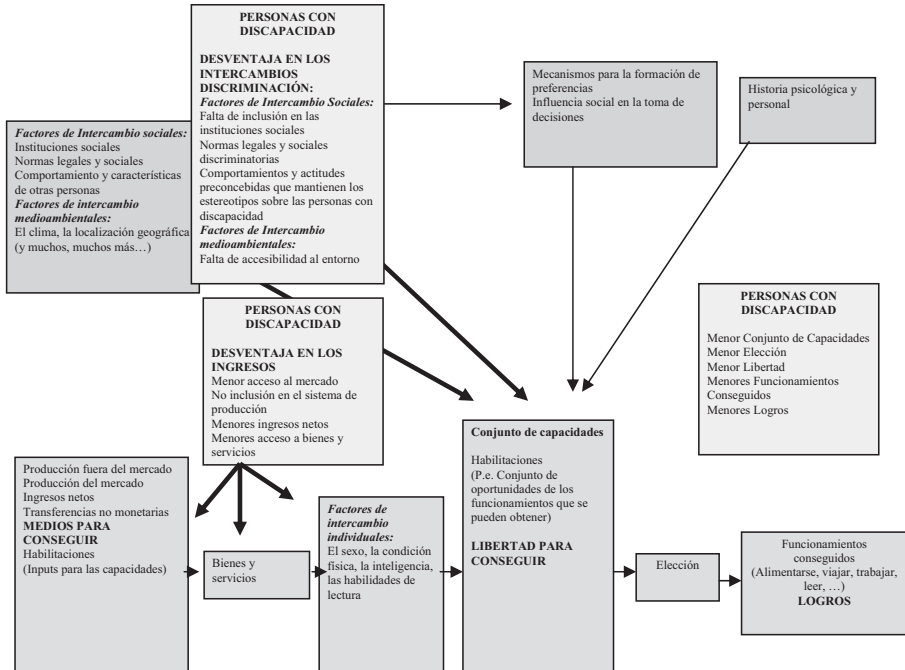 PERSONAS CON
DISCAPACIDAD
DESVENTAJA EN LOS
INTERCAMBIOS
DISCRIMINACIÓN:
Factores de Intercambio Sociales:
Falta de inclusión en las
instituciones sociales
Normas legales y sociales
discriminatorias
Comportamientos y actitudes
preconcebidas que mantienen los
estereotipos sobre las personas con
discapacidad
Factores de Intercambio
medioambientales:
Falta de accesibilidad al entorno
Mecanismos para la formación de
preferencias
Influencia social en la toma de
decisiones
Historia psicológica y
personal
Factores de Intercambio sociales:
Instituciones sociales
Normas legales y sociales
Comportamiento y características
de otras personas
Factores de intercambio
medioambientales:
El clima, la localización geográfica
(y muchos, muchos más…)
PERSONAS CON
DISCAPACIDAD
DESVENTAJA EN LOS
INGRESOS
Menor acceso al mercado
No inclusión en el sistema de
producción
Menores ingresos netos
Menores acceso a bienes y
servicios
PERSONAS CON
DISCAPACIDAD
Menor Conjunto de Capacidades
Menor Elección
Menor Libertad
Menores Funcionamientos
Conseguidos
Menores Logros
Producción fuera del mercado
Producción del mercado
Ingresos netos
Transferencias no monetarias
MEDIOS PARA
CONSEGUIR
Habilitaciones
(Inputs para las capacidades)
Bienes y
servicios
Factores de
intercambio
individuales:
El sexo, la condición
física, la inteligencia,
las habilidades de
lectura
Conjunto de capacidades
Habilitaciones
(P.e. Conjunto de
oportunidades de los
funcionamientos que se
pueden obtener)
LIBERTAD PARA
CONSEGUIR
Elección
Funcionamientos
conseguidos
(Alimentarse, viajar, trabajar,
leer, …)
LOGROS